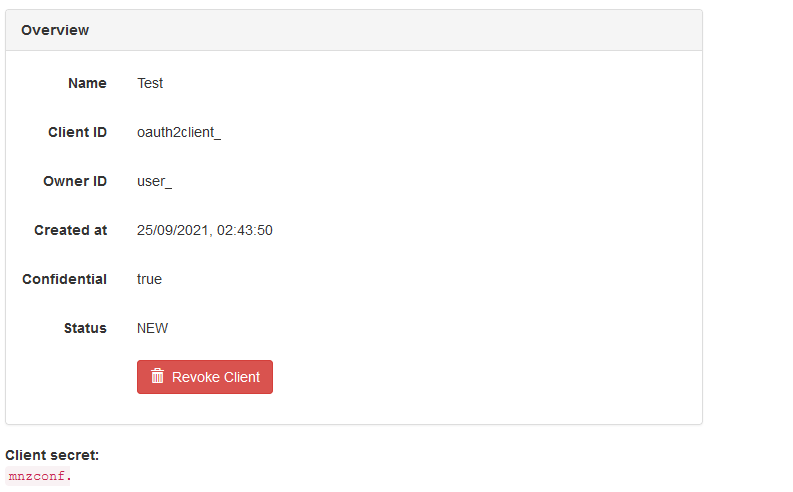 Overview
Name Test
Client ID oauth2client_
Owner ID user_
Created at 25/09/2021, 02:43:50
Confidential true
Status NEW
Revoke Client
Client secret:
mnzconf.